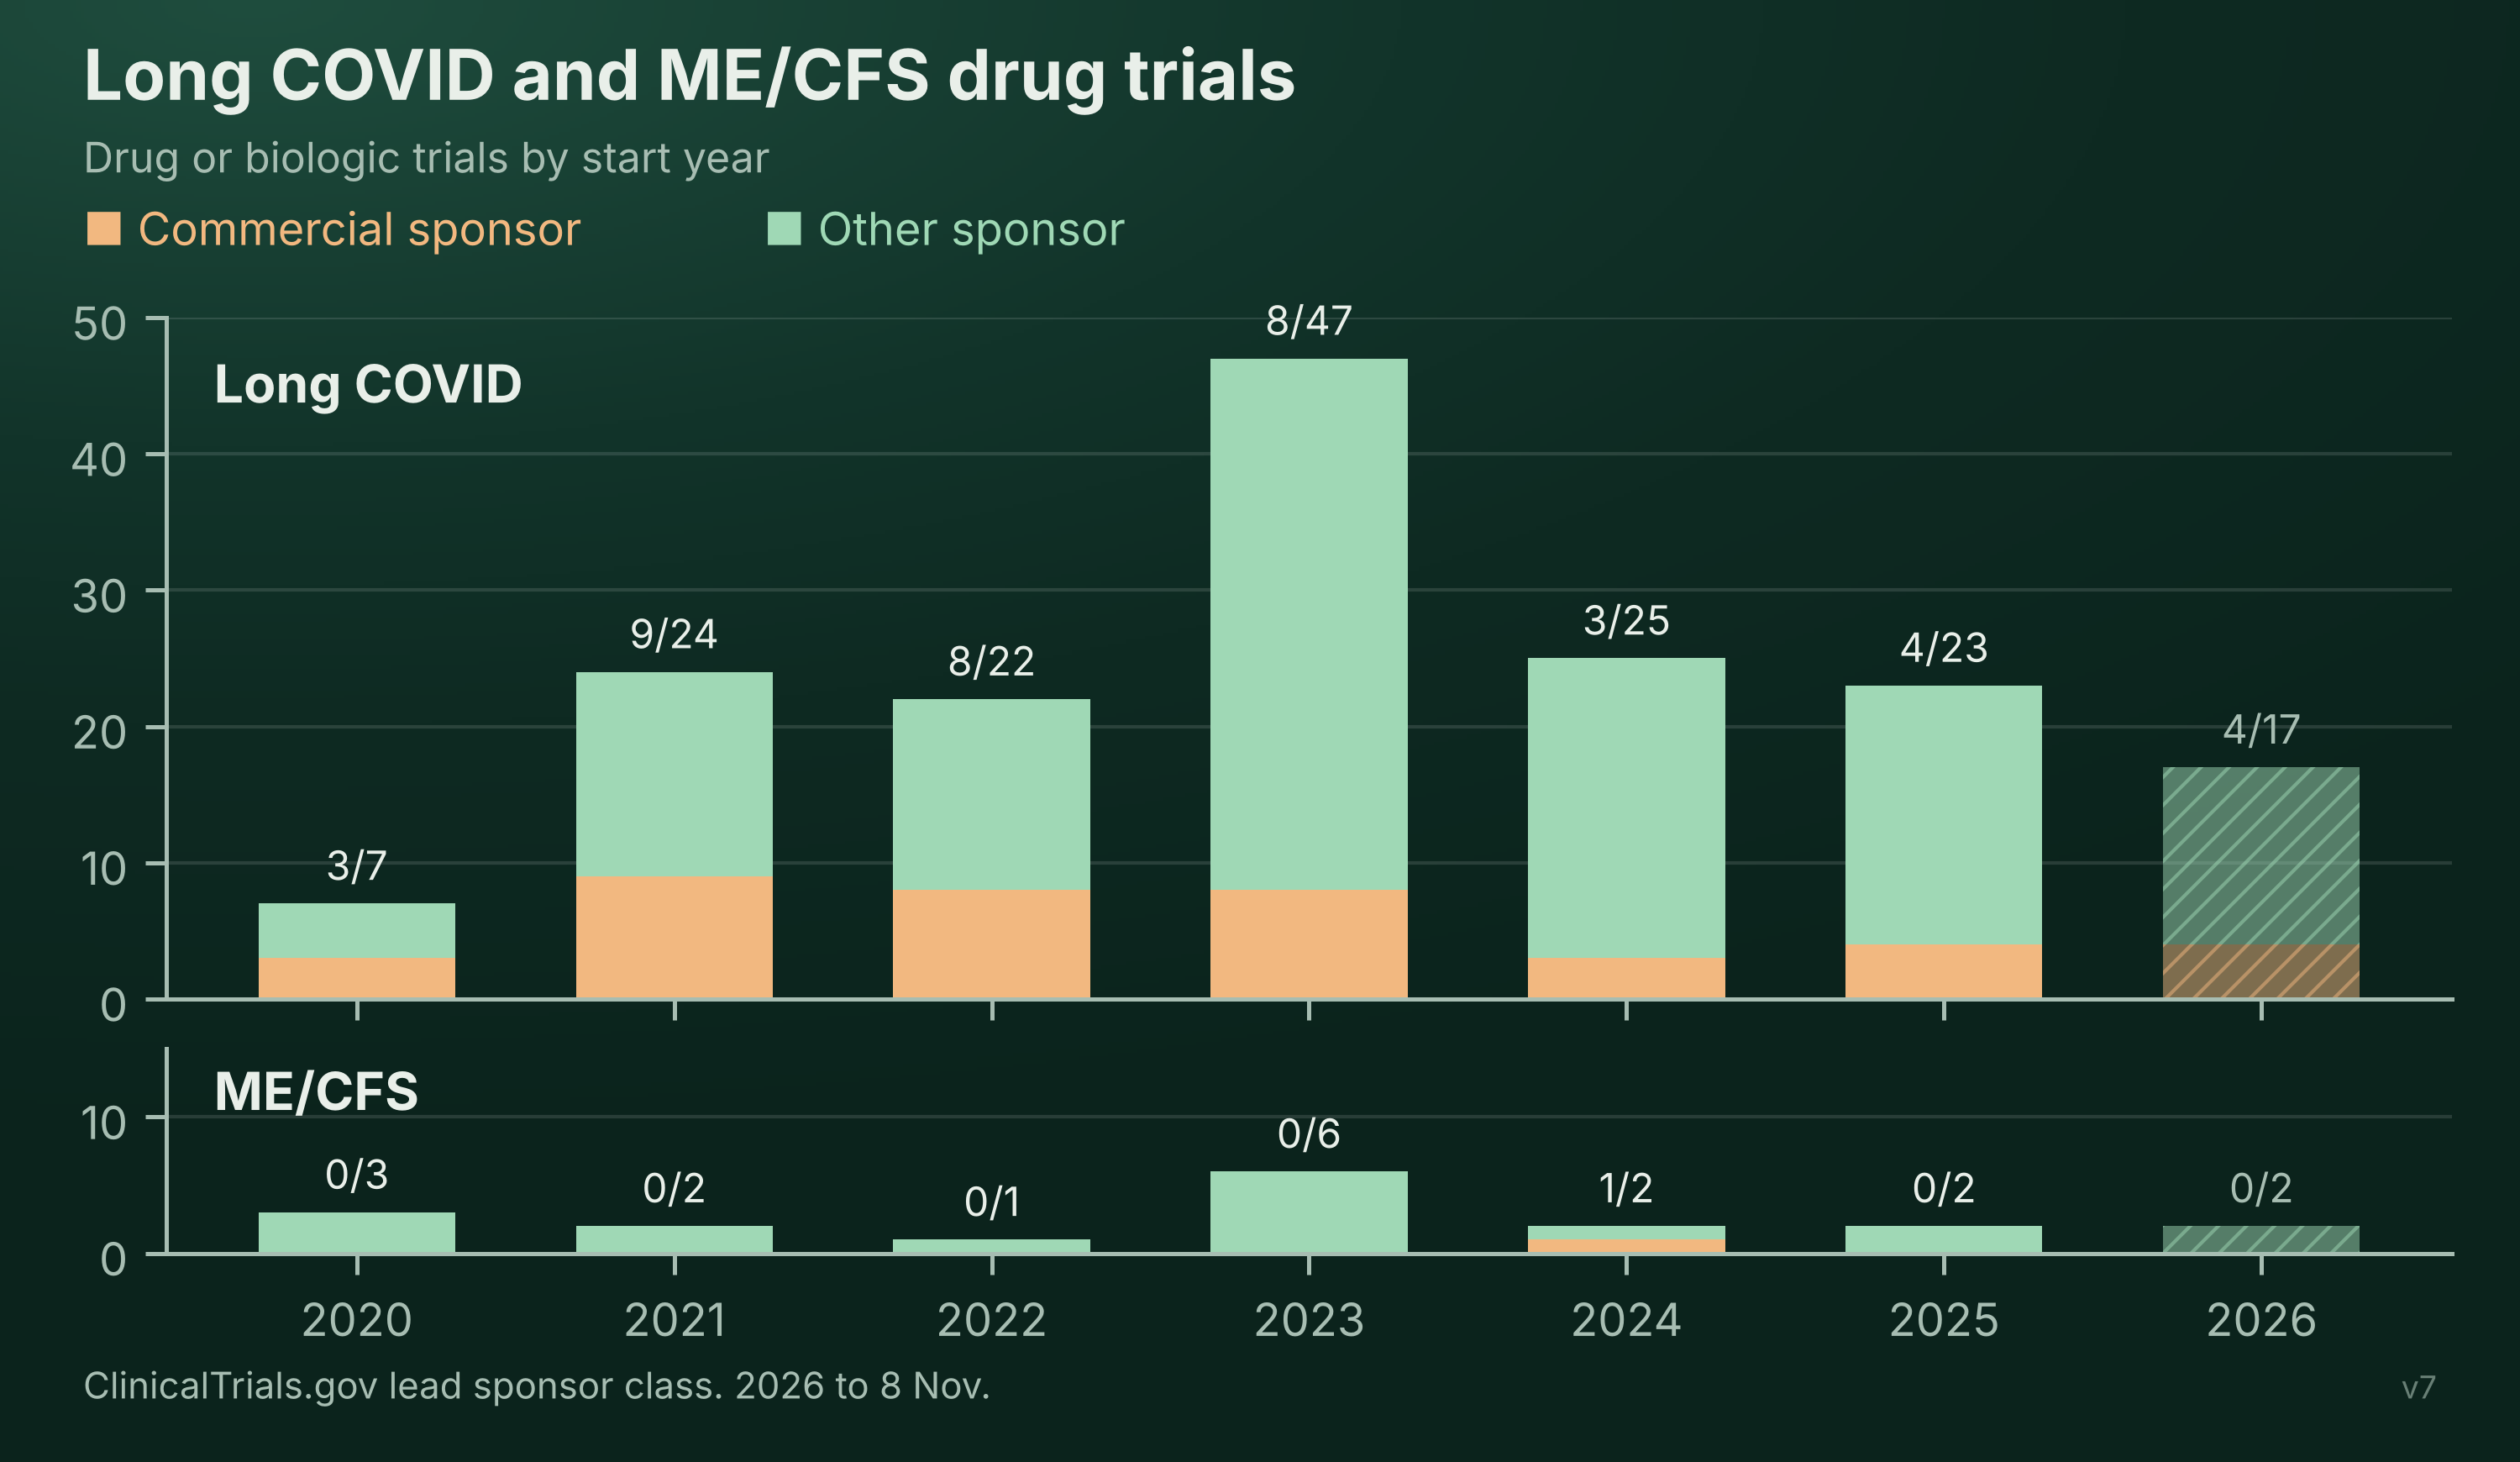 Long COVID and ME/CFS drug trials
Drug or biologic trials by start year
Commercial sponsor Other sponsor
50
8/47
Long COVID
40
30
9/24
8/22
3/25
4/23
20
4/17
10
3/7
0
ME/CFS
10
0/6
0/3
0/2
0/1
1/2
0/2
0/2
0
2020 2021 2022 2023 2024 2025 2026
ClinicalTrials.gov lead sponsor class. 2026 to 8 Nov.
v7